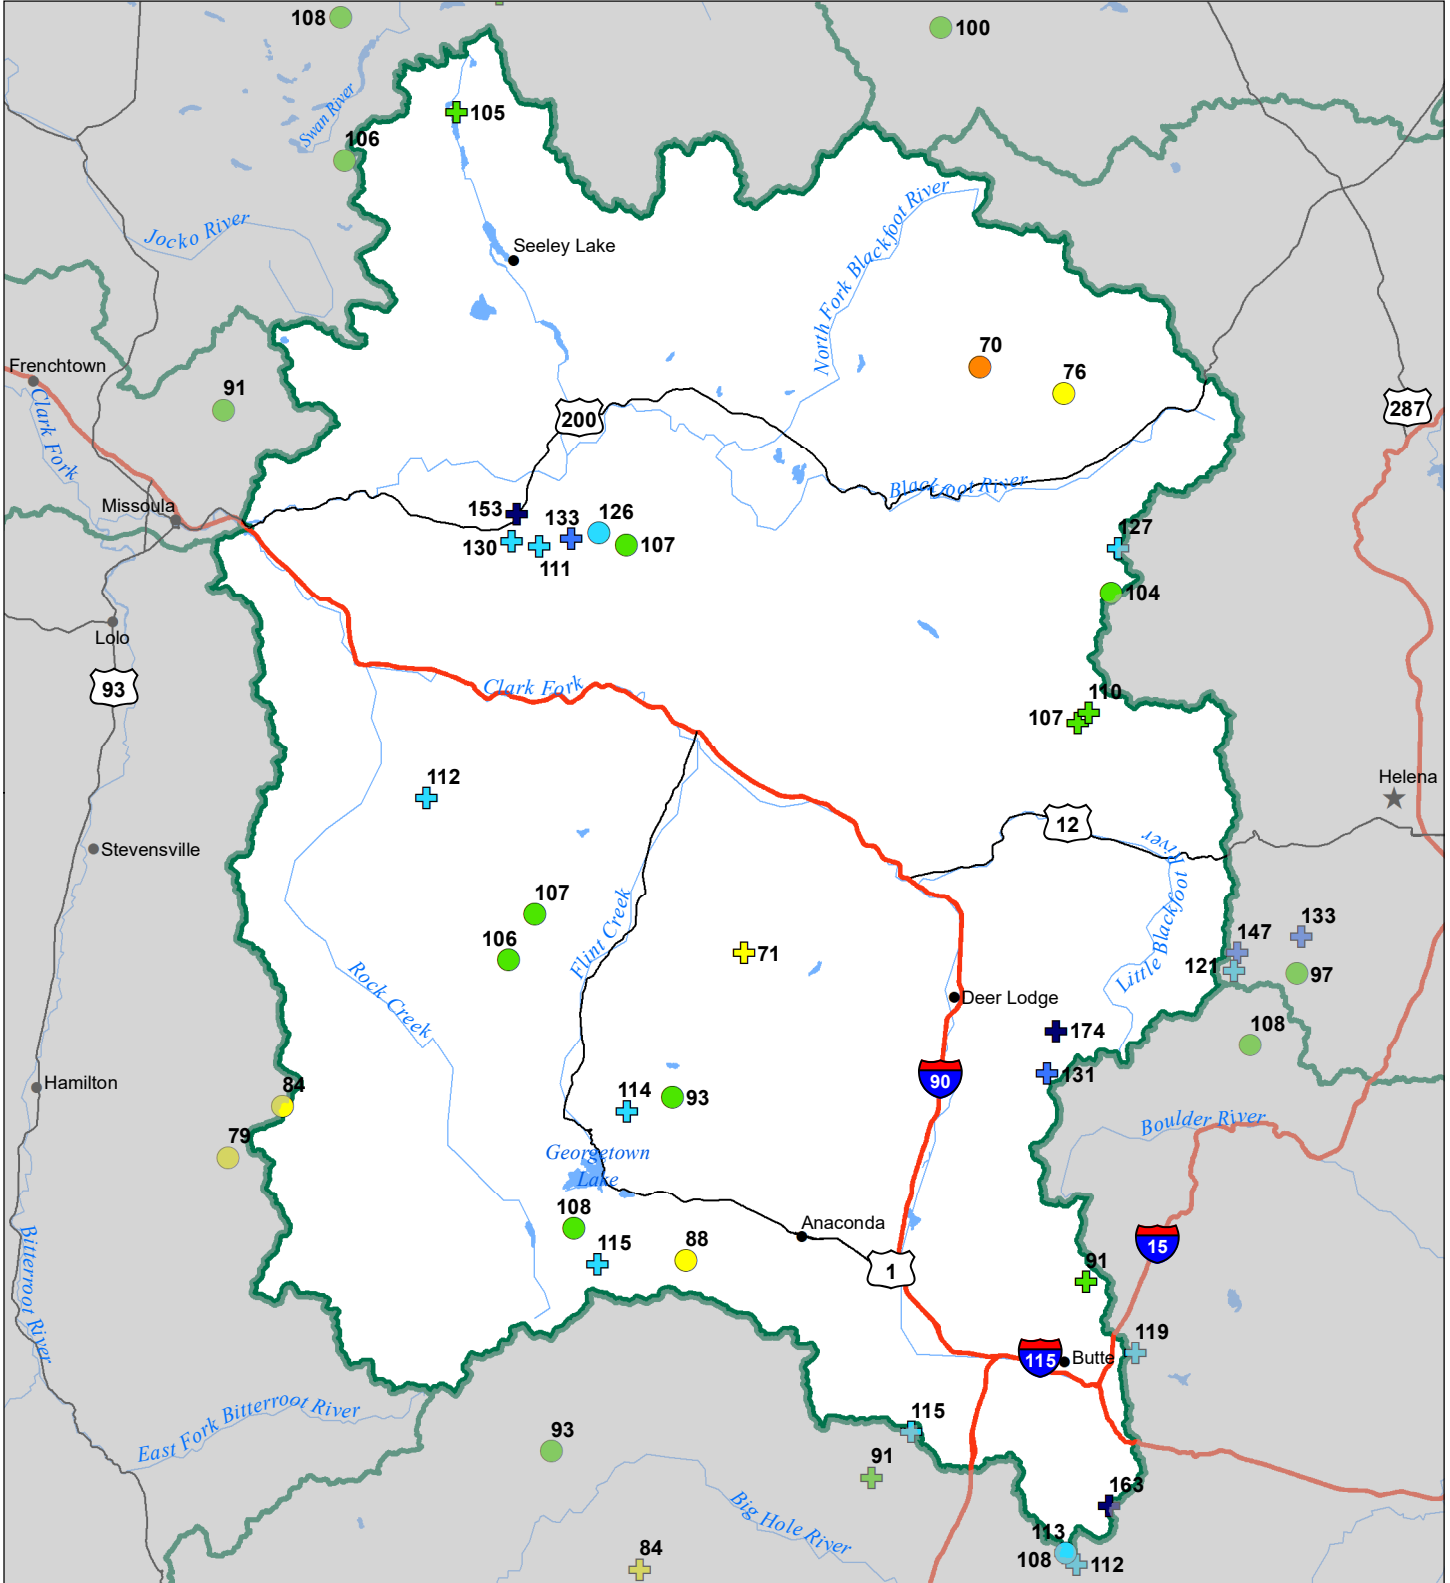 108
100
105
Swan River
106
Jocko River
North Fork Blackfoot River
Seeley Lake
Frenchtown
70
76
91
Clark Fork
200
287
Blackfoot River
Missoula
153
133
126
127
130
111
107
104
Lolo
93
Clark Fork
110
107
112
Helena
12
Stevensville
Little Blackfoot River
107
Flint Creek
106
71
147
133
121
97
Rock Creek
Deer Lodge
174
108
90
131
Hamilton
84
114
93
79
Boulder River
Georgetown
Lake
108
Anaconda
115
88
15
1
91
Bitterroot River
119
115
Butte
East Fork Bitterroot River
115
93
91
163
Big Hole River
113
108
112
84